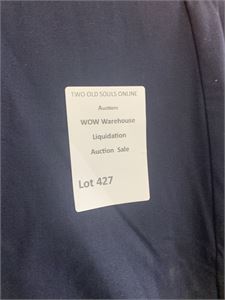 TWO OLD SOULS ONLINE
Auctions
WOW Warehouse
Liquidation
Auction Sale
Lot 427